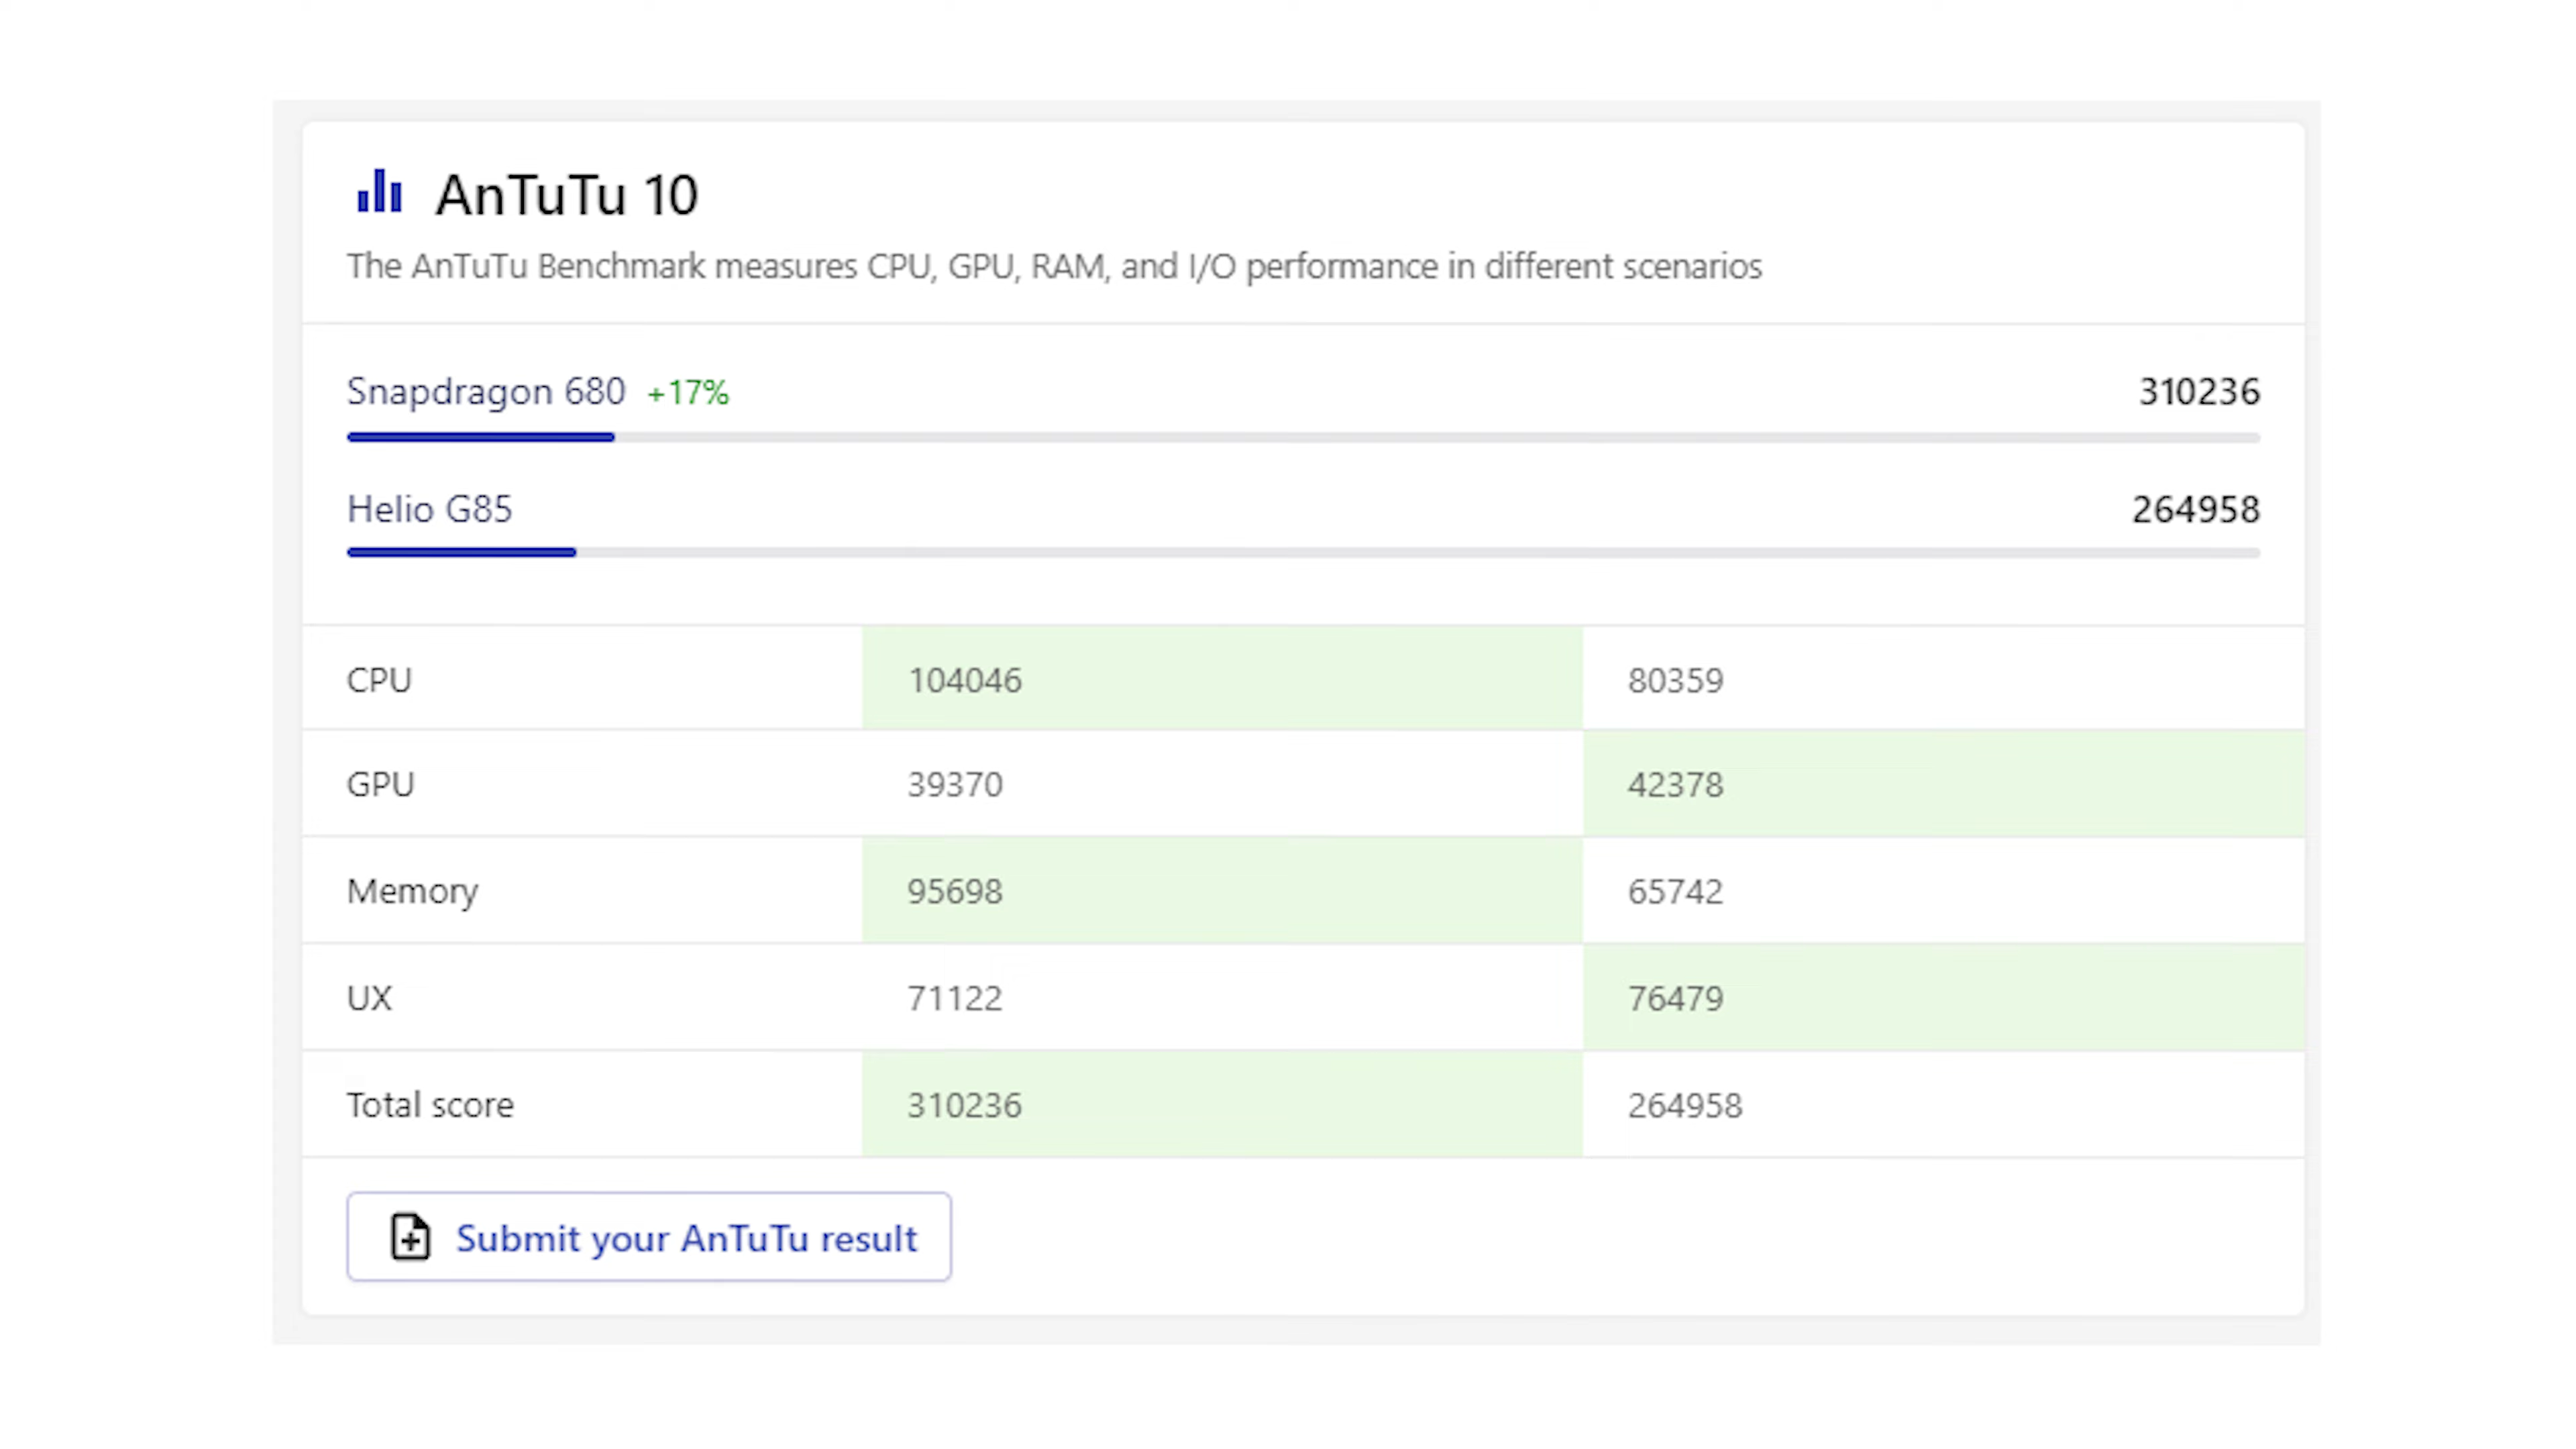 AnTuTu 10
The AnTuTu Benchmark measures CPU, GPU, RAM, and I/O performance in different scenarios
Snapdragon 680 +17% 310236
Helio G85 264958
CPU 104046 80359
GPU 39370 42378
Memory 95698 65742
UX 71122 76479
Total score 310236 264958
Submit your AnTuTu result